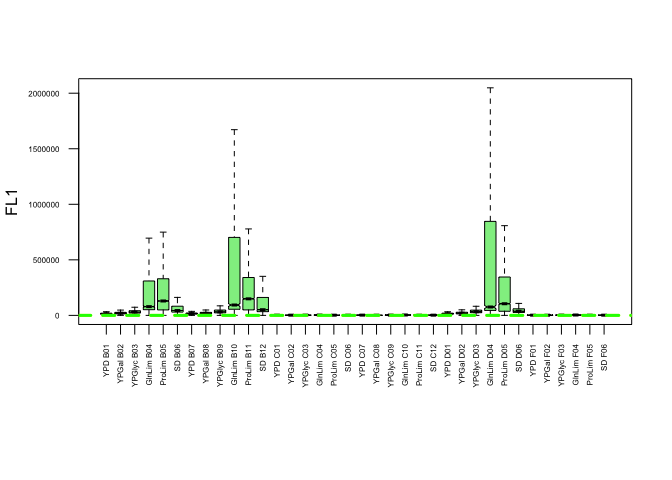 FL1
2000000
1500000
1000000
500000
0
YPD B01
YPGal B02
YPGlyc B03
GlnLim B04
ProLim B05
SD B06
YPD B07
YPGal B08
YPGlyc B09
GlnLim B10
ProLim B11
SD B12
YPD C01
YPGal C02
YPGlyc C03
GlnLim C04
ProLim C05
SD C06
YPD C07
YPGal C08
YPGlyc C09
GlnLim C10
ProLim C11
SD C12
YPD D01
YPGal D02
YPGlyc D03
GlnLim D04
ProLim D05
SD D06
YPD F01
YPGal F02
YPGlyc F03
GlnLim F04
ProLim F05
SD F06